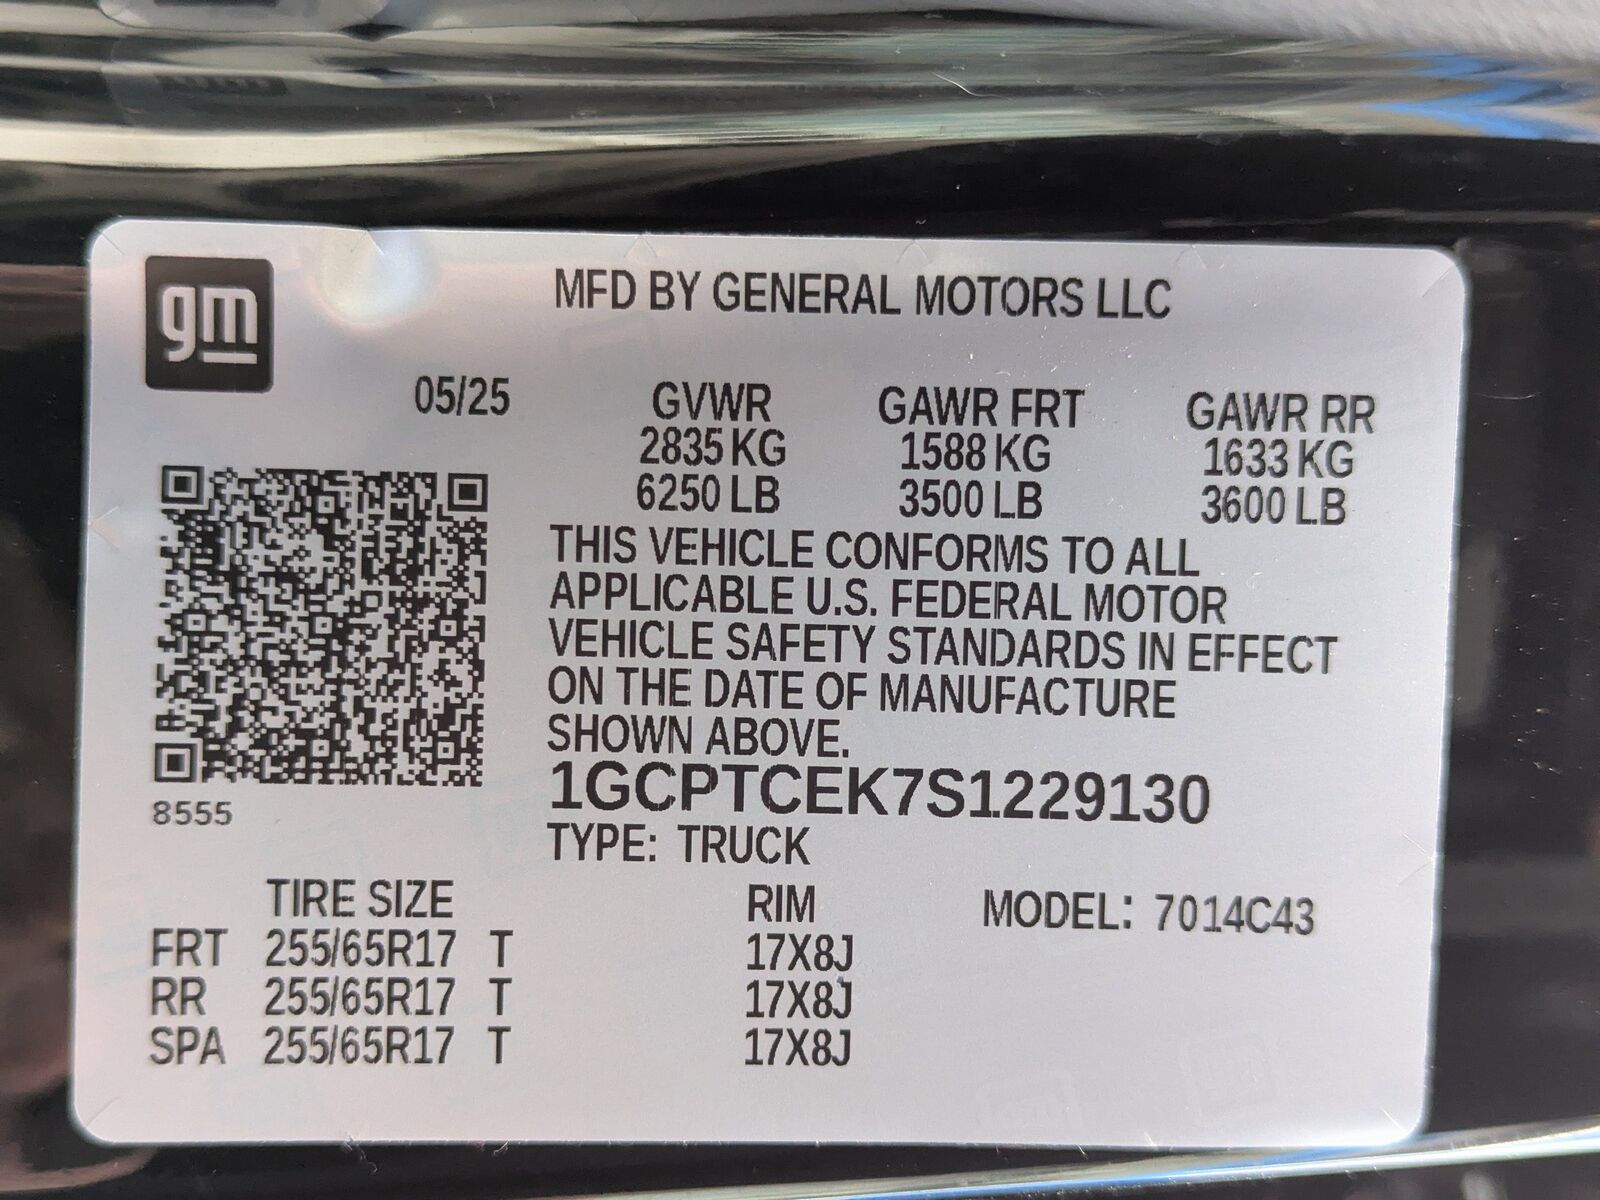 gm
MFD BY GENERAL MOTORS LLC
05/25
GVWR GAWR FRT GAWR RR
2835 KG 1588 KG 1633 KG
6250 LB 3500 LB 3600 LB
THIS VEHICLE CONFORMS TO ALL
APPLICABLE U.S. FEDERAL MOTOR
VEHICLE SAFETY STANDARDS IN EFFECT
ON THE DATE OF MANUFACTURE
SHOWN ABOVE.
1GCPTCEK7S1229130
TYPE: TRUCK
8555
TIRE SIZE RIM MODEL: 7014C43
FRT 255/65R17 T 17X8J
RR 255/65R17 T 17X8J
SPA 255/65R17 T 17X8J